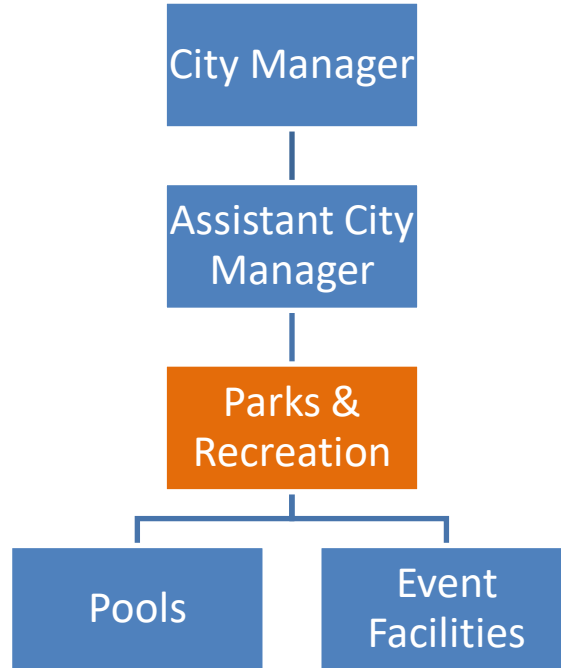 City Manager
Assistant City
Manager
Parks &
Recreation
Pools
Event
Facilities